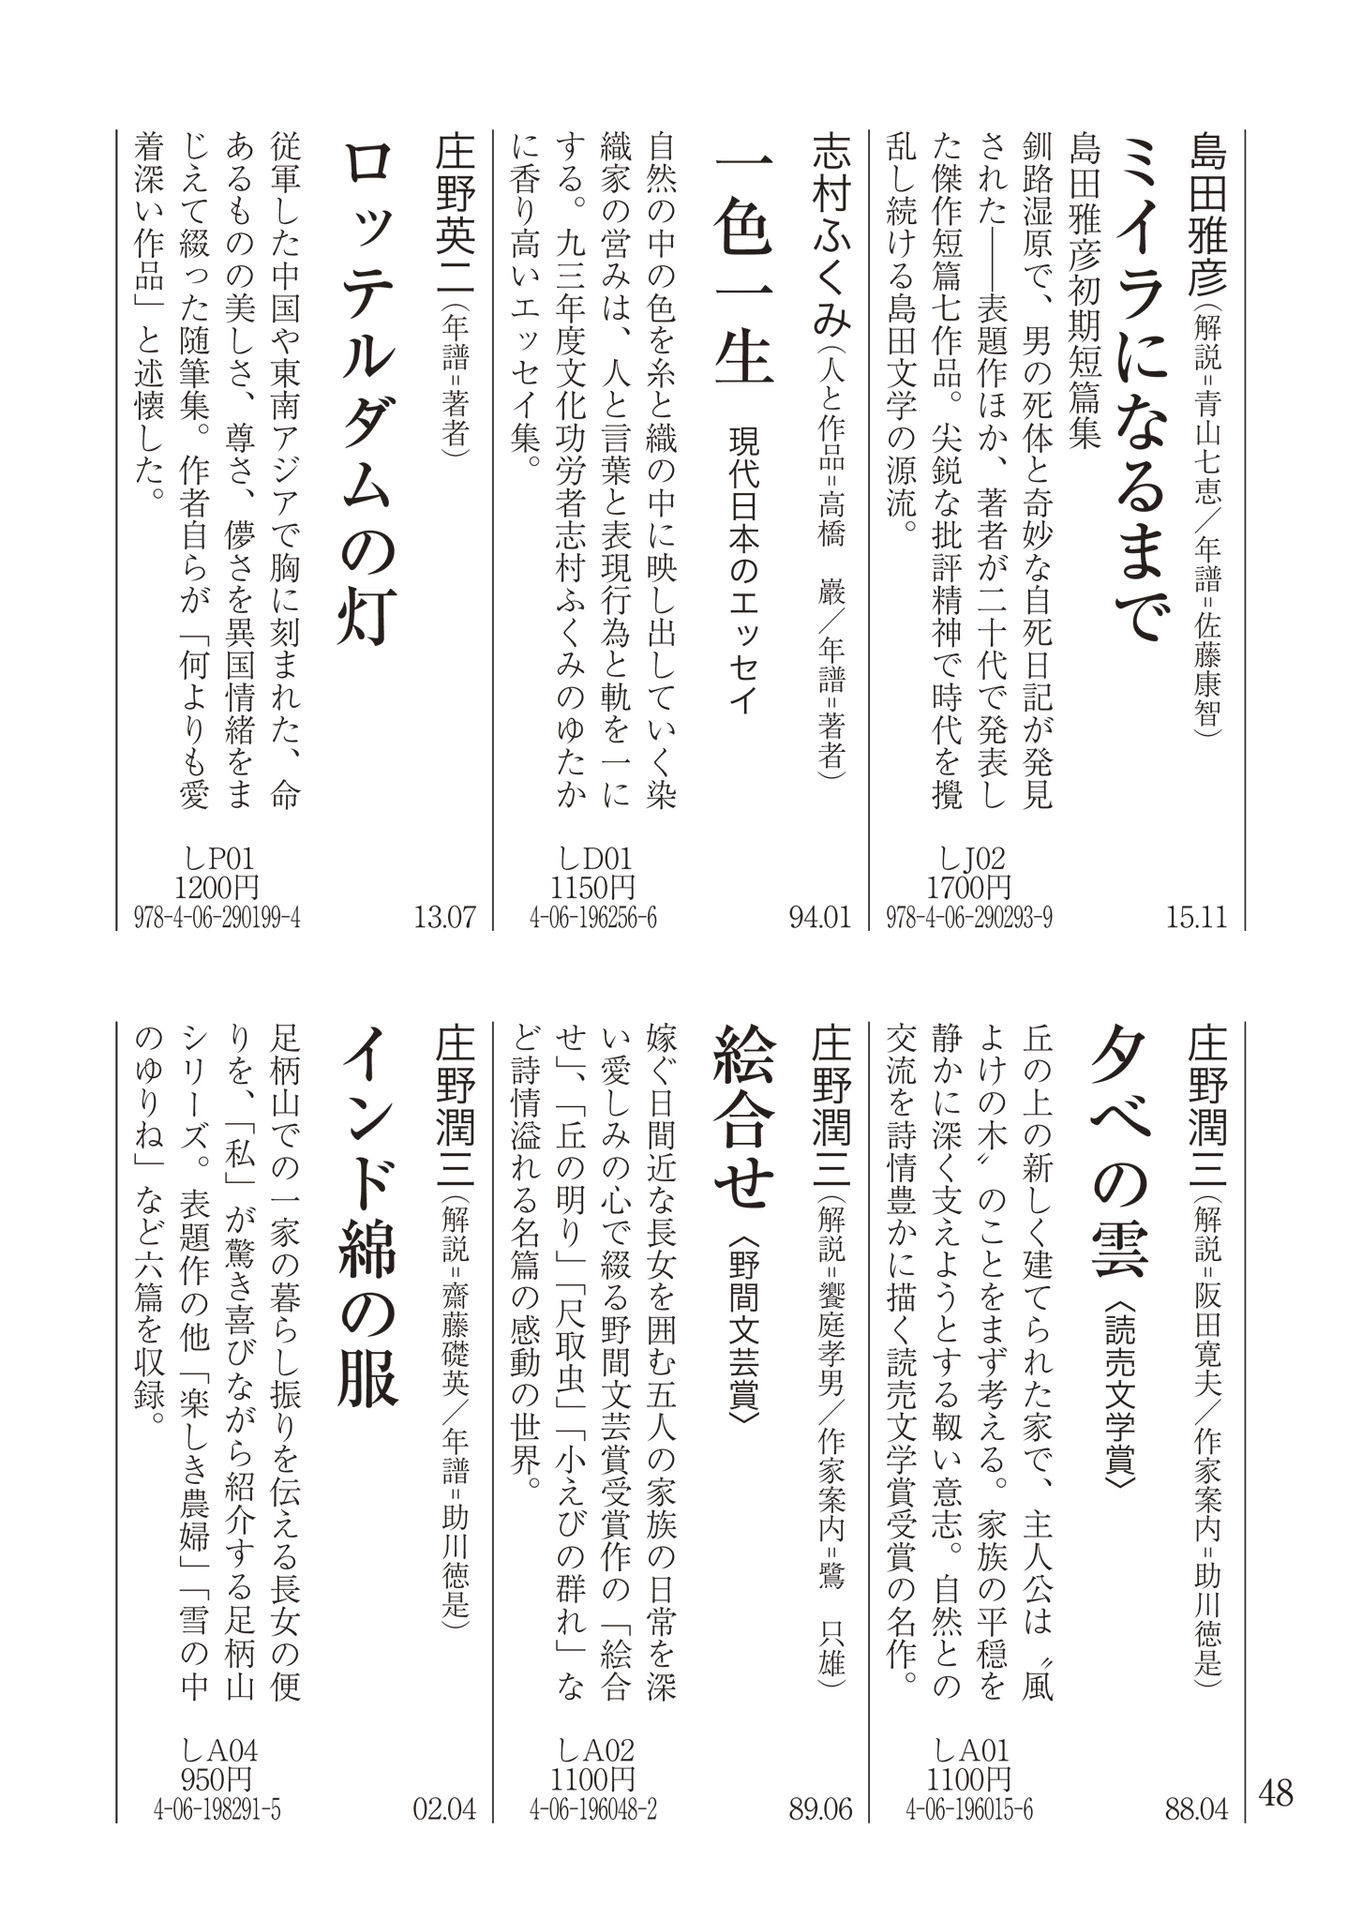 島田雅彦（解説＝青山七恵／年譜＝佐藤康智）
ミイラになるまで
島田雅彦初期短篇集
釧路湿原で、男の死体と奇妙な自死日記が発見
された――表題作ほか、著者が二十代で発表し
た傑作短篇七作品。尖鋭な批評精神で時代を攪
乱し続ける島田文学の源流。
しJ02
1700円
978-4-06-290293-9
15.11
志村ふくみ（人と作品＝高橋　巖／年譜＝著者）
一色一生　現代日本のエッセイ
自然の中の色を糸と織の中に映し出していく染
織家の営みは、人と言葉と表現行為と軌を一に
する。九三年度文化功労者志村ふくみのゆたか
に香り高いエッセイ集。
しD01
1150円
4-06-196256-6
94.01
庄野英二（年譜＝著者）
ロッテルダムの灯
従軍した中国や東南アジアで胸に刻まれた、命
あるものの美しさ、尊さ、儚さを異国情緒をま
じえて綴った随筆集。作者自らが「何よりも愛
着深い作品」と述懐した。
しP01
1200円
978-4-06-290199-4
13.07
庄野潤三（解説＝阪田寛夫／作家案内＝助川徳是）
夕べの雲〈読売文学賞〉
丘の上の新しく建てられた家で、主人公は〝風
よけの木〟のことをまず考える。家族の平穏を
静かに深く支えようとする靱い意志。自然との
交流を詩情豊かに描く読売文学賞受賞の名作。
しA01
1100円
4-06-196015-6
88.04
庄野潤三（解説＝饗庭孝男／作家案内＝鷺　只雄）
絵合せ〈野間文芸賞〉
嫁ぐ日間近な長女を囲む五人の家族の日常を深
い愛しみの心で綴る野間文芸賞受賞作の「絵合
せ」、「丘の明り」「尺取虫」「小えびの群れ」な
ど詩情溢れる名篇の感動の世界。
しA02
1100円
4-06-196048-2
89.06
庄野潤三（解説＝齋藤礎英／年譜＝助川徳是）
インド綿の服
足柄山での一家の暮らし振りを伝える長女の便
りを、「私」が驚き喜びながら紹介する足柄山
シリーズ。表題作の他「楽しき農婦」「雪の中
のゆりね」など六篇を収録。
しA04
950円
4-06-198291-5
02.04
48